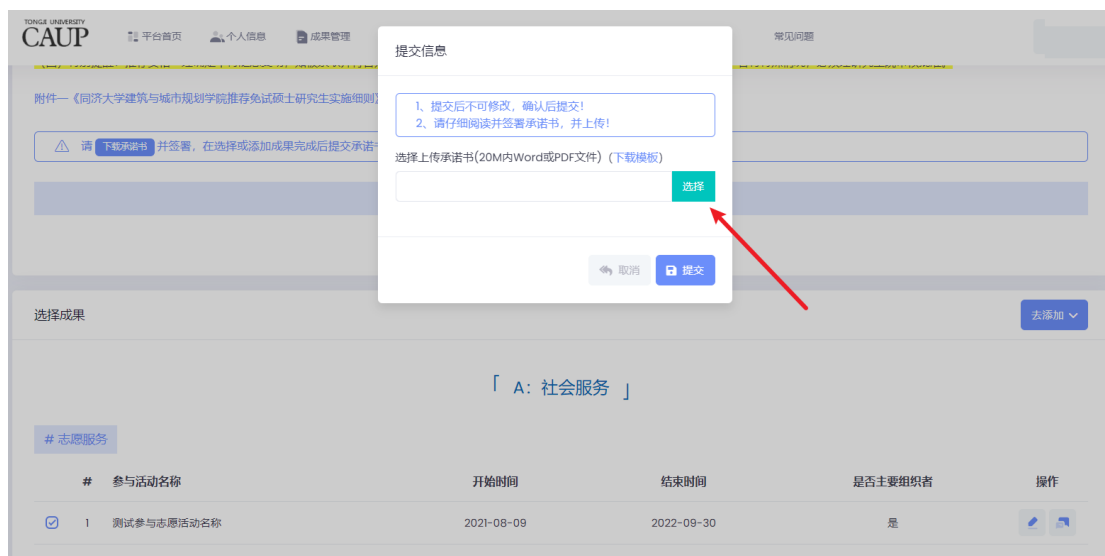 TONGJI UNIVERSITY
CAUP
平台首页 个人信息 成果管理 常见问题
提交信息
附件一《同济大学建筑与城市规划学院推荐免试硕士研究生实施细则》
1、提交后不可修改，确认后提交!
2、请仔细阅读并签署承诺书，并上传!
请 下载承诺书 并签署，在选择或添加成果完成后提交承诺
选择上传承诺书(20M内Word或PDF文件)（下载模板）
选择
取消 提交
选择成果 去添加
「 A：社会服务 」
# 志愿服务
# 参与活动名称 开始时间 结束时间 是否主要组织者 操作
1 测试参与志愿活动名称 2021-08-09 2022-09-30 是